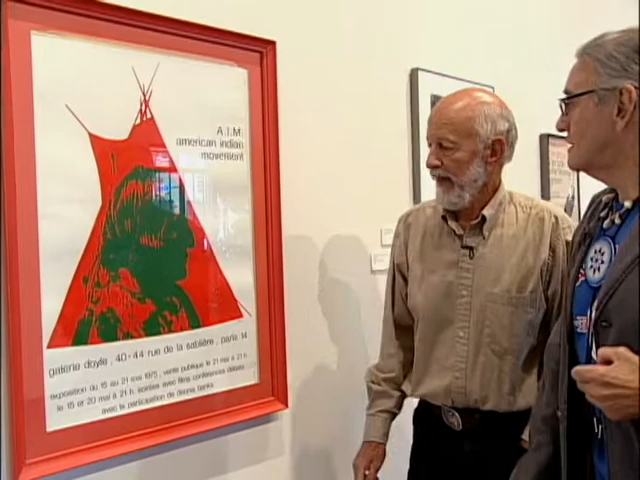 A.I.M.
american indian
movement
galerie doyle, 40-44 rue de la sablière, paris 14
exposition du 15 au 21 mai 1975, vente publique le 21 mai à 21 h
le 15 et 20 mai à 21 h. soirées avec films conférences débats
avec la participation de dennis banks